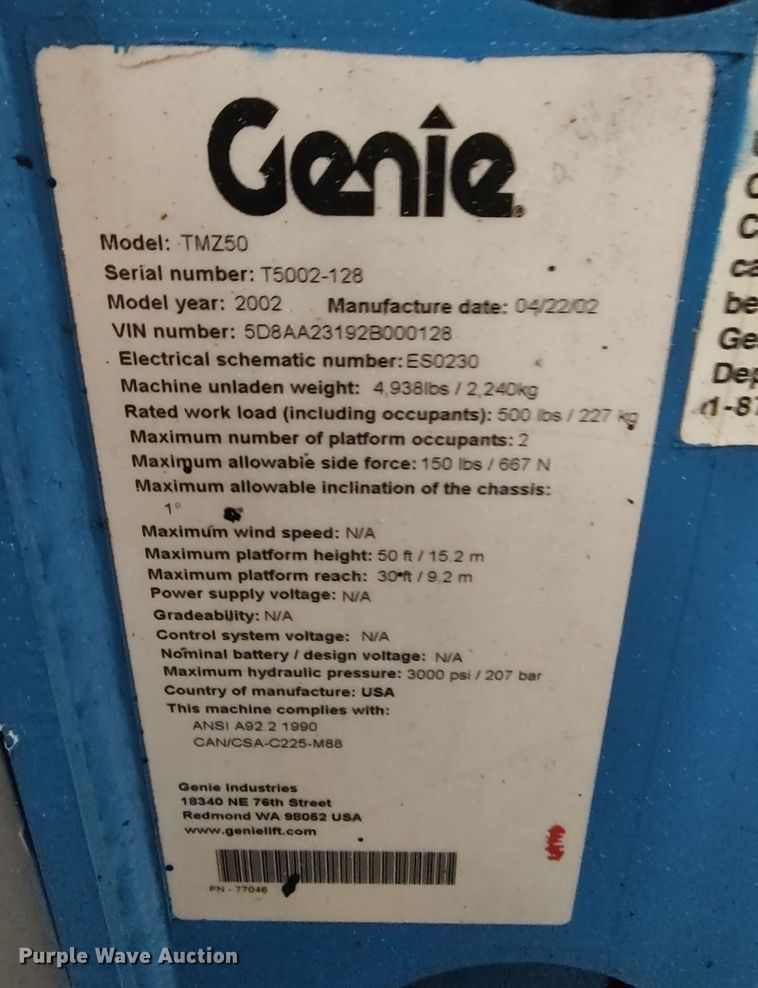 Genie
Model: TMZ50
Serial number: T5002-128
Model year: 2002 Manufacture date: 04/22/02
VIN number: 5D8AA23192B000128
Electrical schematic number: ES0230
Machine unladen weight: 4,938lbs / 2,240kg
Rated work load (including occupants): 500 lbs / 227 kg
Maximum number of platform occupants: 2
Maximum allowable side force: 150 lbs / 667 N
Maximum allowable inclination of the chassis:
1°
Maximum wind speed: N/A
Maximum platform height: 50 ft / 15.2 m
Maximum platform reach: 30 ft / 9.2 m
Power supply voltage: N/A
Gradeability: N/A
Control system voltage: N/A
Nominal battery / design voltage: N/A
Maximum hydraulic pressure: 3000 psi / 207 bar
Country of manufacture: USA
This machine complies with:
ANSI A92.2 1990
CAN/CSA-C225-M88
Genie Industries
18340 NE 76th Street
Redmond WA 98052 USA
www.genielift.com
PN - 77046
C
ca
be
Ge
Dep
1-87
Purple Wave Auction